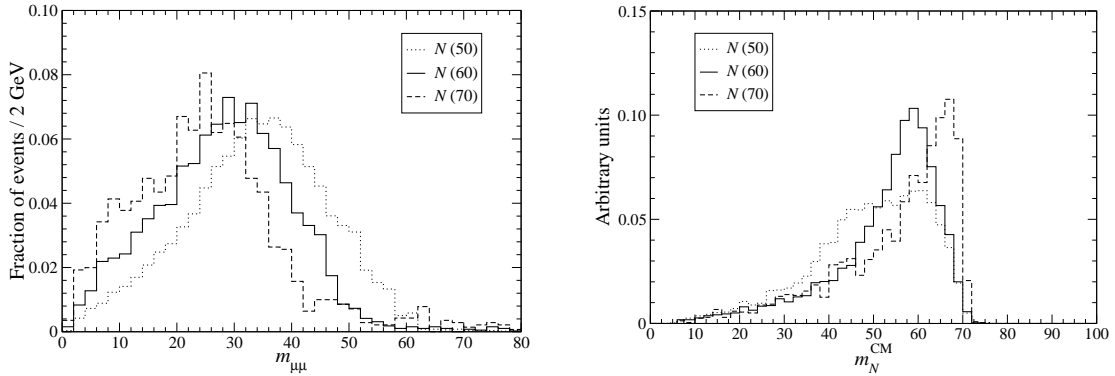 Fraction of events / 2 GeV
0.10
0.08
0.06
0.04
0.02
0
0 10 20 30 40 50 60 70 80
m_μμ
N (50)
N (60)
N (70)
Arbitrary units
0.15
0.10
0.05
0.00
0 10 20 30 40 50 60 70 80 90 100
m_N^CM
N (50)
N (60)
N (70)